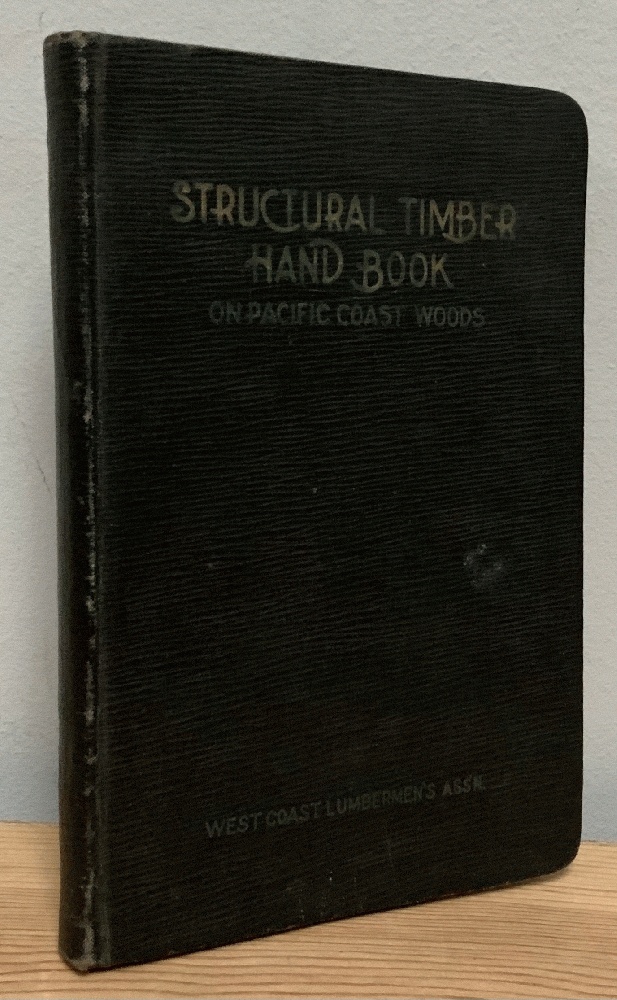 STRUCTURAL TIMBER
HAND BOOK
ON PACIFIC COAST WOODS
WEST COAST LUMBERMEN'S ASS'N.